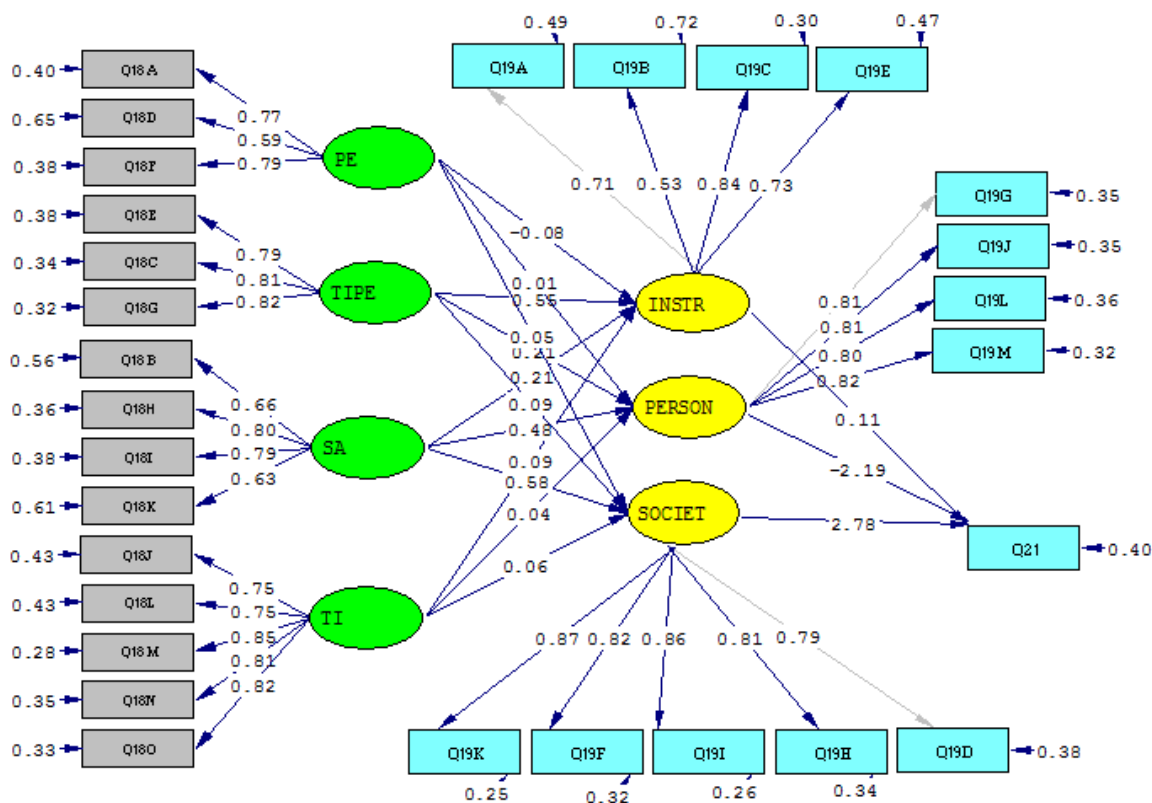 0.49 0.72 0.30 0.47
Q19A Q19B Q19C Q19E
0.40 Q18A
0.65 Q18D
0.38 Q18F
0.38 Q18E
0.34 Q18C
0.32 Q18G
0.56 Q18B
0.36 Q18H
0.38 Q18I
0.61 Q18K
0.43 Q18J
0.43 Q18L
0.28 Q18M
0.35 Q18N
0.33 Q18O
0.77
0.59
0.79
PE
0.79
0.81
0.82
TIPE
0.66
0.80
0.79
0.63
SA
0.75
0.75
0.85
0.81
0.82
TI
-0.08
0.01
0.55
0.05
0.21
0.21
0.09
0.48
0.09
0.58
0.04
0.06
0.71 0.53 0.84 0.73
INSTR
PERSON
SOCIET
0.81
0.81
0.80
0.82
Q19G 0.35
Q19J 0.35
Q19L 0.36
Q19M 0.32
0.11
-2.19
2.78
Q21 0.40
0.87 0.82 0.86 0.81 0.79
Q19K Q19F Q19I Q19H Q19D 0.38
0.25 0.32 0.26 0.34